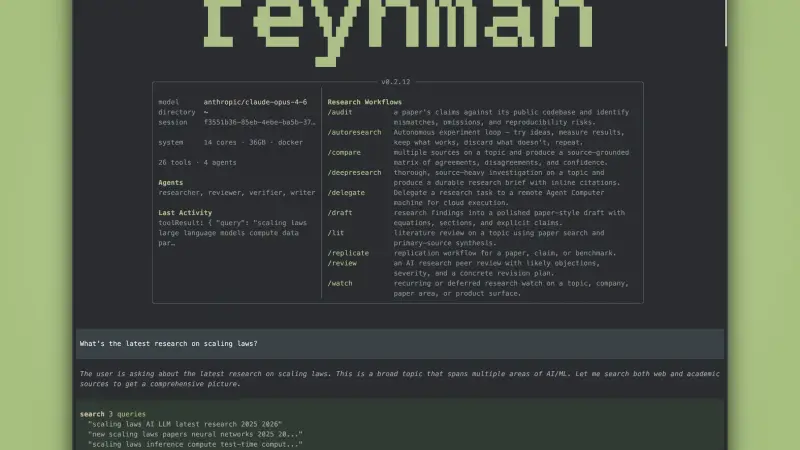 feynman
v0.2.12
model anthropic/claude-opus-4-6
directory ~
session f3551b36-85eb-4ebe-ba5b-37…
system 14 cores · 36GB · docker
26 tools · 4 agents
Agents
researcher, reviewer, verifier, writer
Last Activity
toolResult: { "query": "scaling laws
large language models compute data
par…
Research Workflows
/audit a paper's claims against its public codebase and identify
mismatches, omissions, and reproducibility risks.
/autoresearch Autonomous experiment loop — try ideas, measure results,
keep what works, discard what doesn't, repeat.
/compare multiple sources on a topic and produce a source-grounded
matrix of agreements, disagreements, and confidence.
/deepresearch thorough, source-heavy investigation on a topic and
produce a durable research brief with inline citations.
/delegate Delegate a research task to a remote Agent Computer
machine for cloud execution.
/draft research findings into a polished paper-style draft with
equations, sections, and explicit claims.
/lit literature review on a topic using paper search and
primary-source synthesis.
/replicate replication workflow for a paper, claim, or benchmark.
/review an AI research peer review with likely objections,
severity, and a concrete revision plan.
/watch recurring or deferred research watch on a topic, company,
paper area, or product surface.
What's the latest research on scaling laws?
The user is asking about the latest research on scaling laws. This is a broad topic that spans multiple areas of AI/ML. Let me search both web and academic
sources to get a comprehensive picture.
search 3 queries
"scaling laws AI LLM latest research 2025 2026"
"new scaling laws papers neural networks 2025 20..."
"scaling laws inference compute test-time comput..."